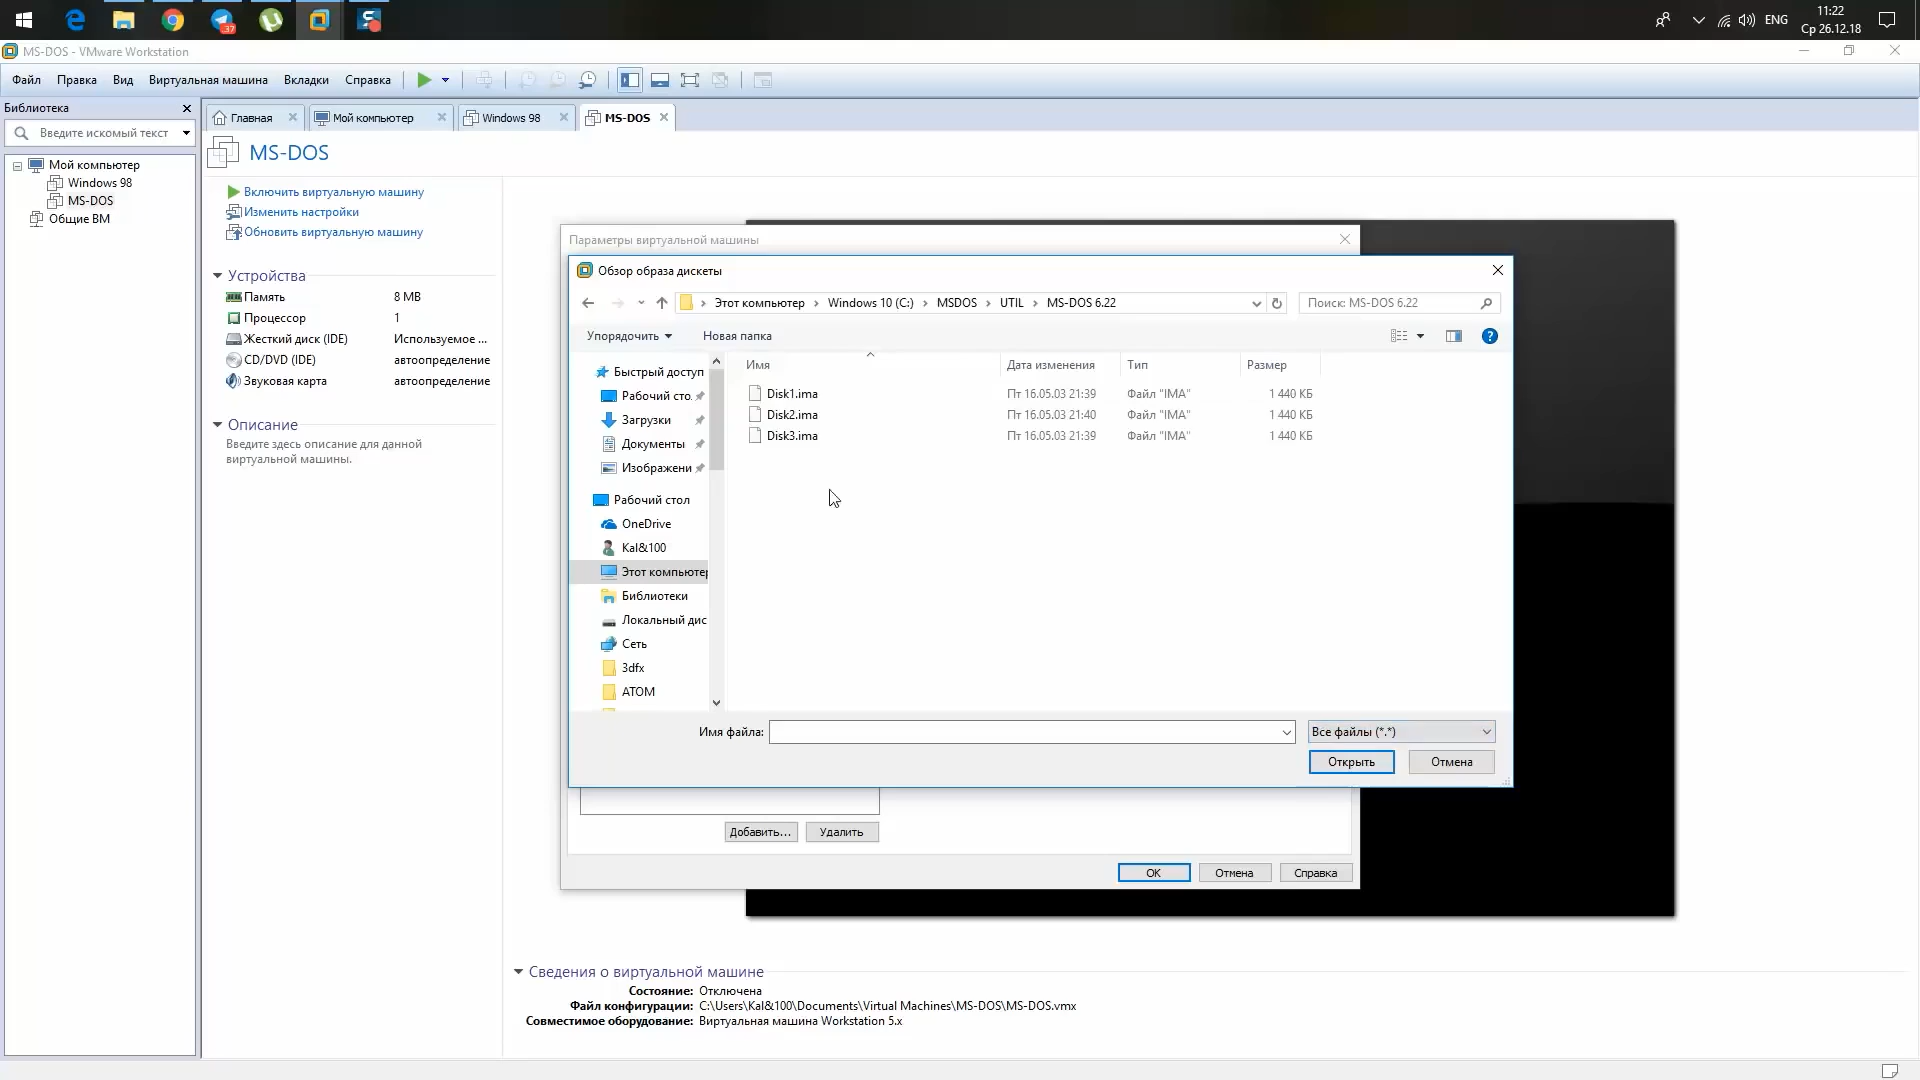 37
ENG
11:22
Ср 26.12.18
MS-DOS - VMware Workstation
Файл Правка Вид Виртуальная машина Вкладки Справка
Библиотека
Введите искомый текст
Мой компьютер
Windows 98
MS-DOS
Общие ВМ
Главная
Мой компьютер
Windows 98
MS-DOS
MS-DOS
Включить виртуальную машину
Изменить настройки
Обновить виртуальную машину
Устройства
Память 8 MB
Процессор 1
Жесткий диск (IDE) Используемое ...
CD/DVD (IDE) автоопределение
Звуковая карта автоопределение
Описание
Введите здесь описание для данной
виртуальной машины.
Параметры виртуальной машины
Обзор образа дискеты
Этот компьютер Windows 10 (C:) MSDOS UTIL MS-DOS 6.22
Поиск: MS-DOS 6.22
Упорядочить Новая папка
Быстрый доступ
Рабочий сто.
Загрузки
Документы
Изображени
Рабочий стол
OneDrive
Kal&100
Этот компьютер
Библиотеки
Локальный дис
Сеть
3dfx
ATOM
Имя Дата изменения Тип Размер
Disk1.ima Пт 16.05.03 21:39 Файл "IMA" 1 440 КБ
Disk2.ima Пт 16.05.03 21:40 Файл "IMA" 1 440 КБ
Disk3.ima Пт 16.05.03 21:39 Файл "IMA" 1 440 КБ
Имя файла:
Все файлы (*.*)
Открыть Отмена
Добавить... Удалить
OK Отмена Справка
Сведения о виртуальной машине
Состояние: Отключена
Файл конфигурации: C:\Users\Kal&100\Documents\Virtual Machines\MS-DOS\MS-DOS.vmx
Совместимое оборудование: Виртуальная машина Workstation 5.x